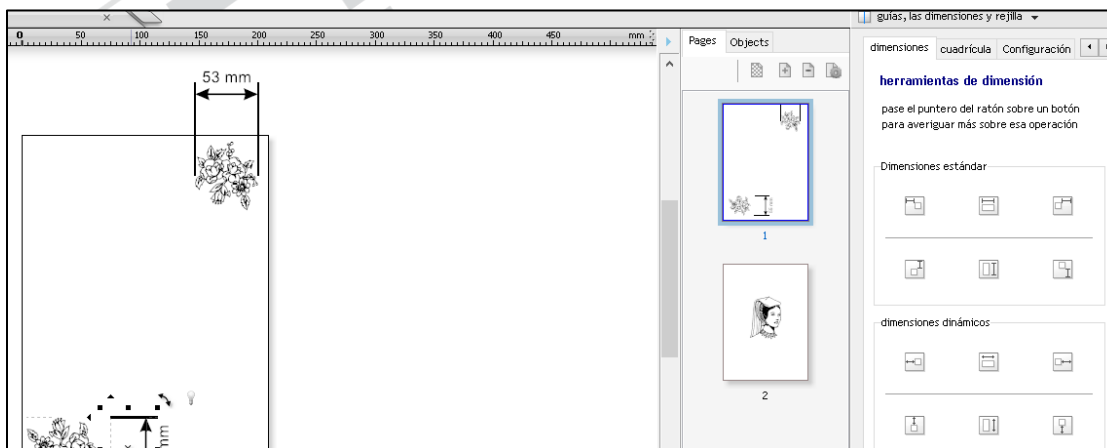 guías, las dimensiones y rejilla
0 50 100 150 200 250 300 350 400 450 mm
Pages Objects
dimensiones cuadrícula Configuración
53 mm
herramientas de dimensión
pase el puntero del ratón sobre un botón
para averiguar más sobre esa operación
Dimensiones estándar
1
dimensiones dinámicos
2